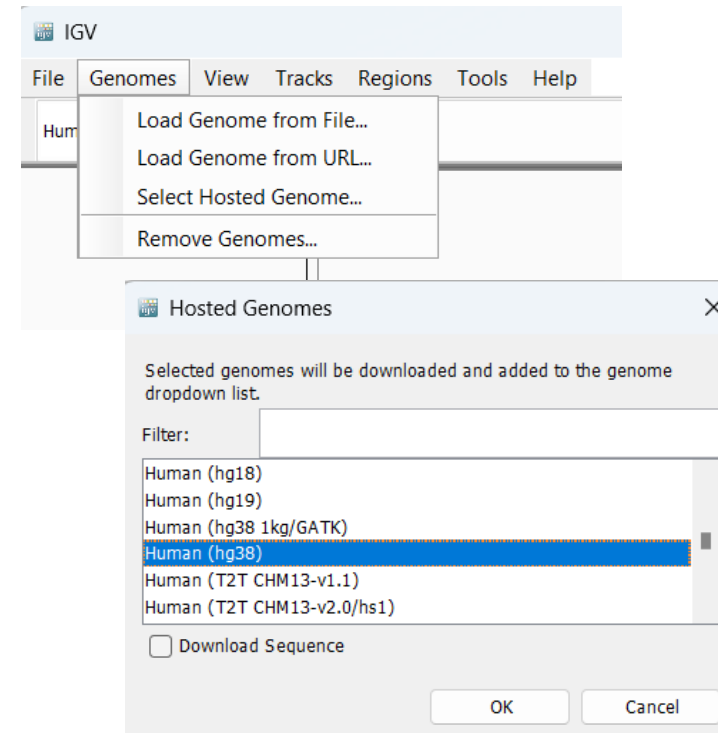 IGV
File Genomes View Tracks Regions Tools Help
Hum
Load Genome from File...
Load Genome from URL...
Select Hosted Genome...
Remove Genomes...
Hosted Genomes
Selected genomes will be downloaded and added to the genome
dropdown list.
Filter:
Human (hg18)
Human (hg19)
Human (hg38 1kg/GATK)
Human (hg38)
Human (T2T CHM13-v1.1)
Human (T2T CHM13-v2.0/hs1)
Download Sequence
OK Cancel